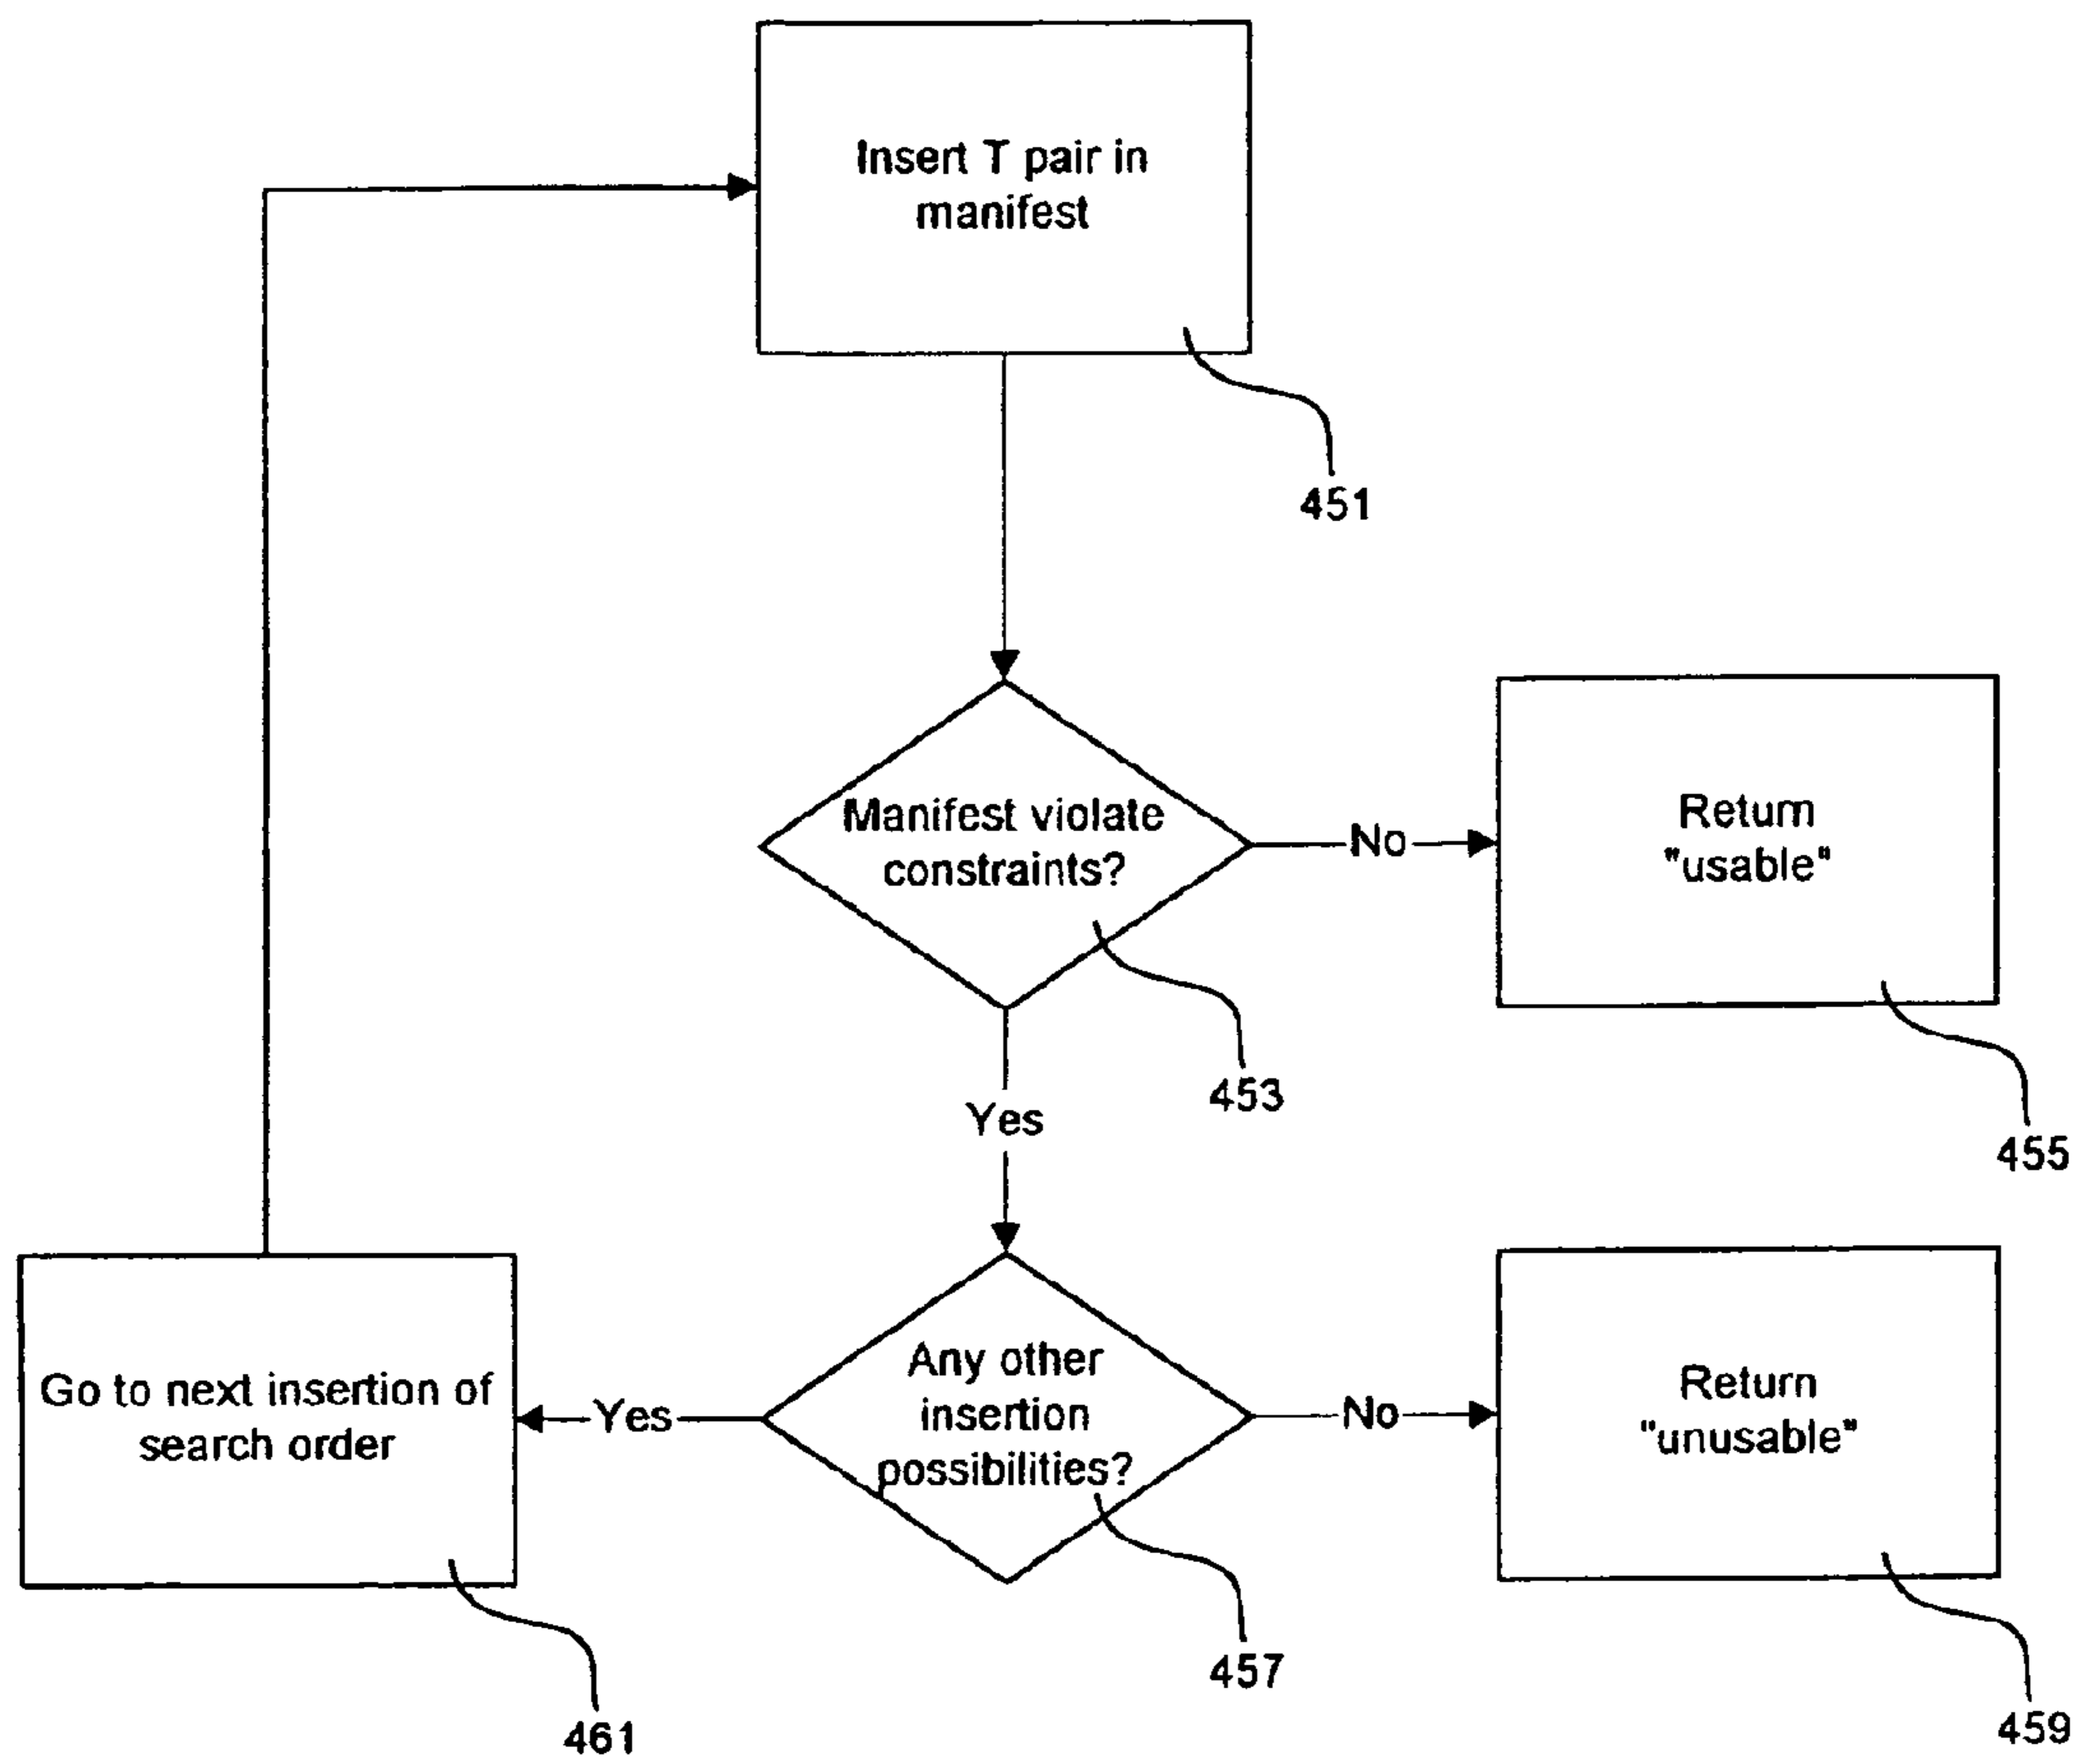 Insert T pair in
manifest
451
Manifest violate
constraints?
No
Return
"usable"
453
Yes
455
Go to next insertion of
search order
Yes
Any other
insertion
possibilities?
No
Return
"unusable"
457
461
459